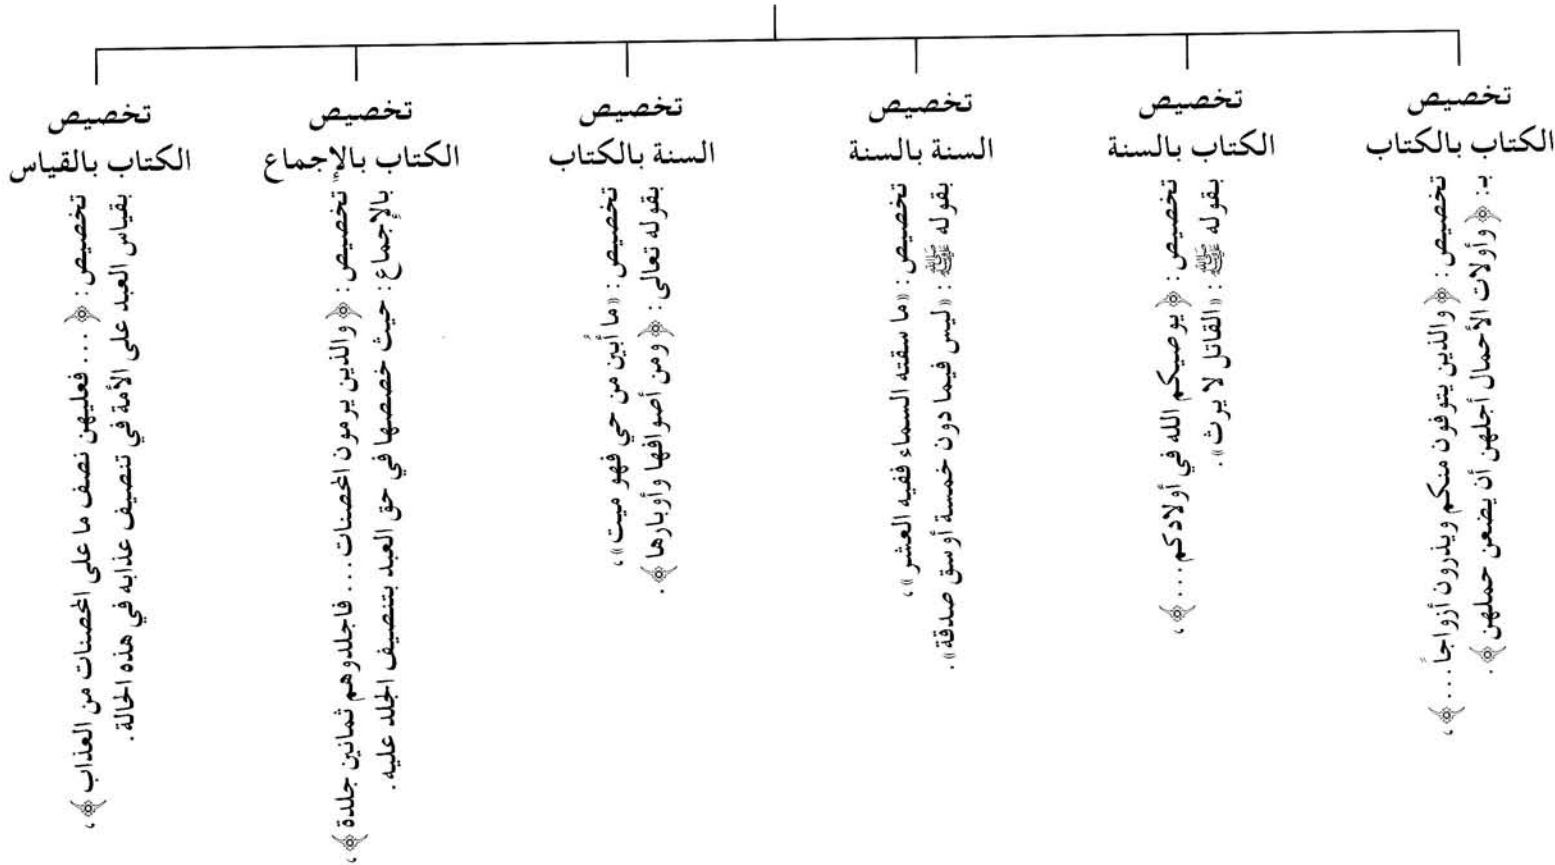 تخصيص
الكتاب بالكتاب
تخصيص : ﴿ والذين يتوفون منكم ويذرون أزواجاً ... ﴾ ،
بـ : ﴿ وأولات الأحمال أجلهن أن يضعن حملهن ﴾ .
تخصيص
الكتاب بالسنة
تخصيص : ﴿ يوصيكم الله في أولادكم ... ﴾ ،
بقوله ﷺ : «القاتل لا يرث» .
تخصيص
السنة بالسنة
تخصيص : «ما سقته السماء ففيه العشر» ،
بقوله ﷺ : «ليس فيما دون خمسة أوسق صدقة» .
تخصيص
السنة بالكتاب
تخصيص : «ما أُبين من حي فهو ميت» ،
بقوله تعالى : ﴿ ومن أصوافها وأوبارها ﴾ .
تخصيص
الكتاب بالإجماع
تخصيص : ﴿ والذين يرمون المحصنات ... فاجلدوهم ثمانين جلدة ﴾ ،
بالإجماع : حيث خصصها في حق العبد بتنصيف الجلد عليه .
تخصيص
الكتاب بالقياس
تخصيص : ﴿ ... فعليهن نصف ما على المحصنات من العذاب ﴾ ،
بقياس العبد على الأمة في تنصيف عذابه في هذه الحالة .